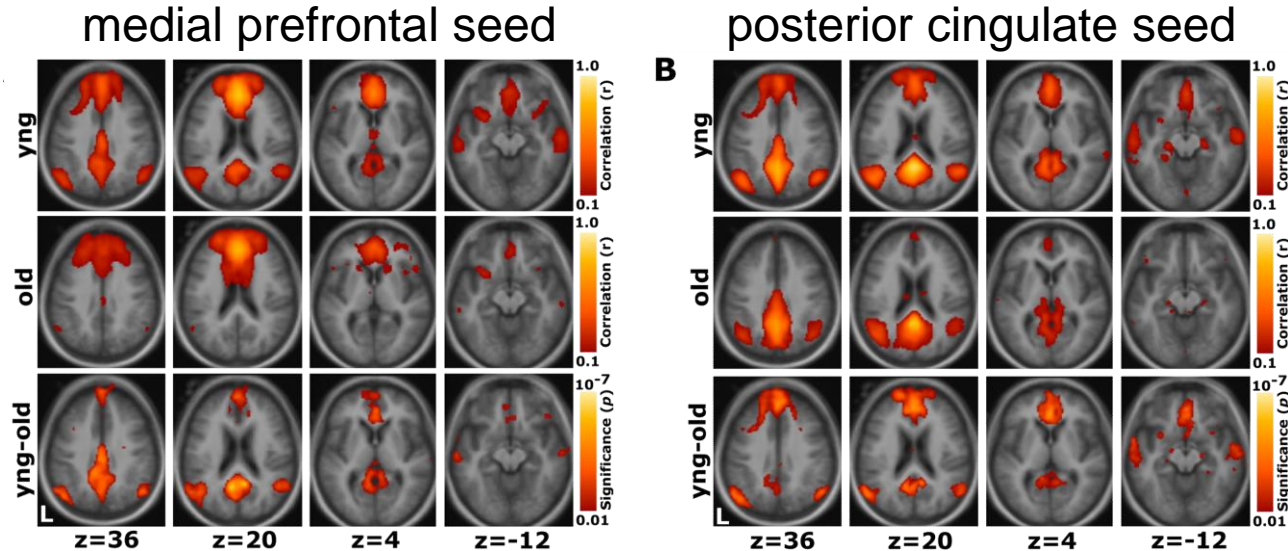 medial prefrontal seed
yng
1.0
Correlation (r)
0.1
old
1.0
Correlation (r)
0.1
yng-old
10-7
Significance (p)
0.01
L
z=36 z=20 z=4 z=-12
posterior cingulate seed
B
yng
1.0
Correlation (r)
0.1
old
1.0
Correlation (r)
0.1
yng-old
10-7
Significance (p)
0.01
L
z=36 z=20 z=4 z=-12